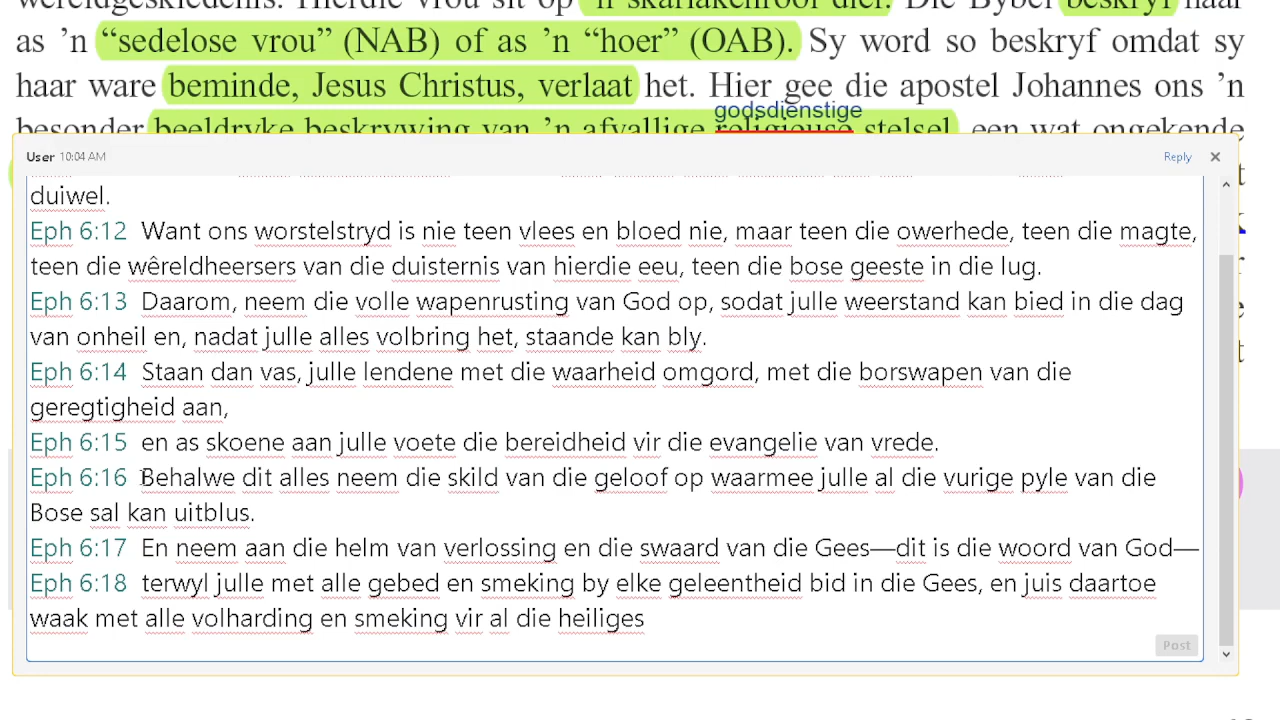 wêreldgeskiedenis. Hierdie vrou sit op ’n skarlakenrooi dier. Die Bybel beskryf haar
as ’n “sedelose vrou” (NAB) of as ’n “hoer” (OAB). Sy word so beskryf omdat sy
haar ware beminde, Jesus Christus, verlaat het. Hier gee die apostel Johannes ons ’n
godsdienstige
besonder beeldryke beskrywing van ’n afvallige religieuse stelsel, een wat ongekende
User 10:04 AM Reply
duiwel.
Eph 6:12 Want ons worstelstryd is nie teen vlees en bloed nie, maar teen die owerhede, teen die magte,
teen die wêreldheersers van die duisternis van hierdie eeu, teen die bose geeste in die lug.
Eph 6:13 Daarom, neem die volle wapenrusting van God op, sodat julle weerstand kan bied in die dag
van onheil en, nadat julle alles volbring het, staande kan bly.
Eph 6:14 Staan dan vas, julle lendene met die waarheid omgord, met die borswapen van die
geregtigheid aan,
Eph 6:15 en as skoene aan julle voete die bereidheid vir die evangelie van vrede.
Eph 6:16 Behalwe dit alles neem die skild van die geloof op waarmee julle al die vurige pyle van die
Bose sal kan uitblus.
Eph 6:17 En neem aan die helm van verlossing en die swaard van die Gees—dit is die woord van God—
Eph 6:18 terwyl julle met alle gebed en smeking by elke geleentheid bid in die Gees, en juis daartoe
waak met alle volharding en smeking vir al die heiliges
Post